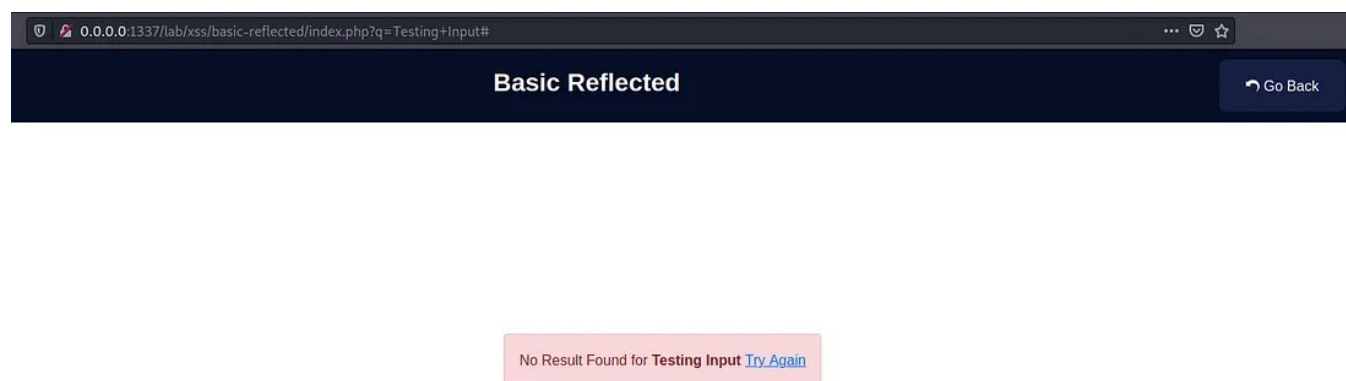 0.0.0.0:1337/lab/xss/basic-reflected/index.php?q=Testing+Input#
Basic Reflected
Go Back
No Result Found for Testing Input Try Again